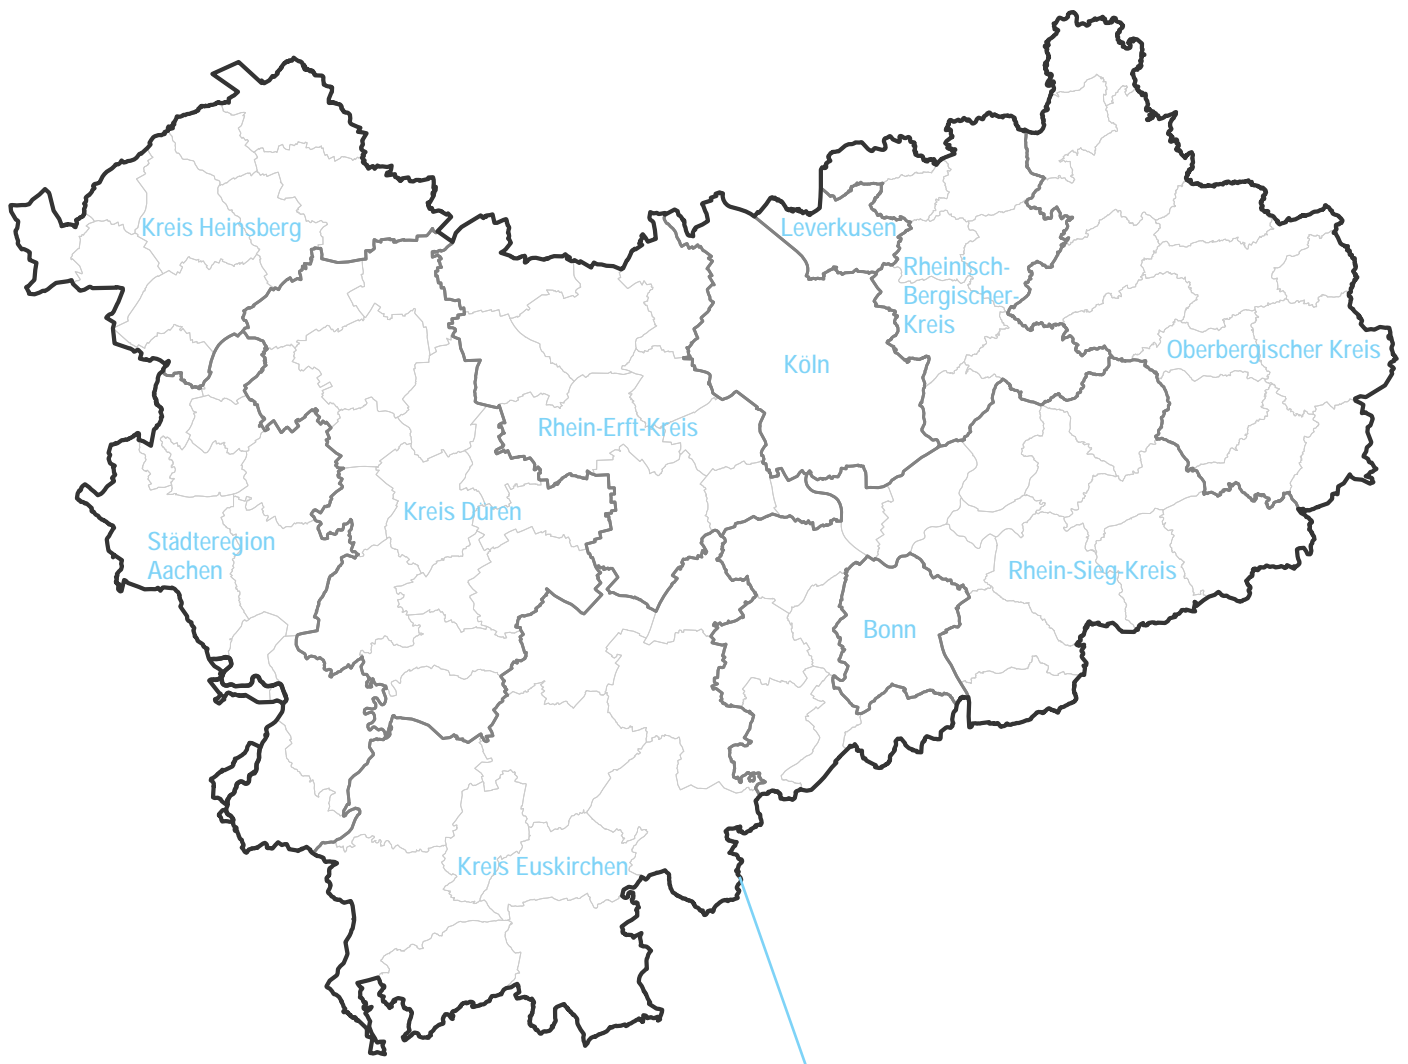 Kreis Heinsberg
Leverkusen
Rheinisch-
Bergischer-
Kreis
Oberbergischer Kreis
Köln
Rhein-Erft-Kreis
Kreis Düren
Städteregion
Aachen
Rhein-Sieg-Kreis
Bonn
Kreis Euskirchen